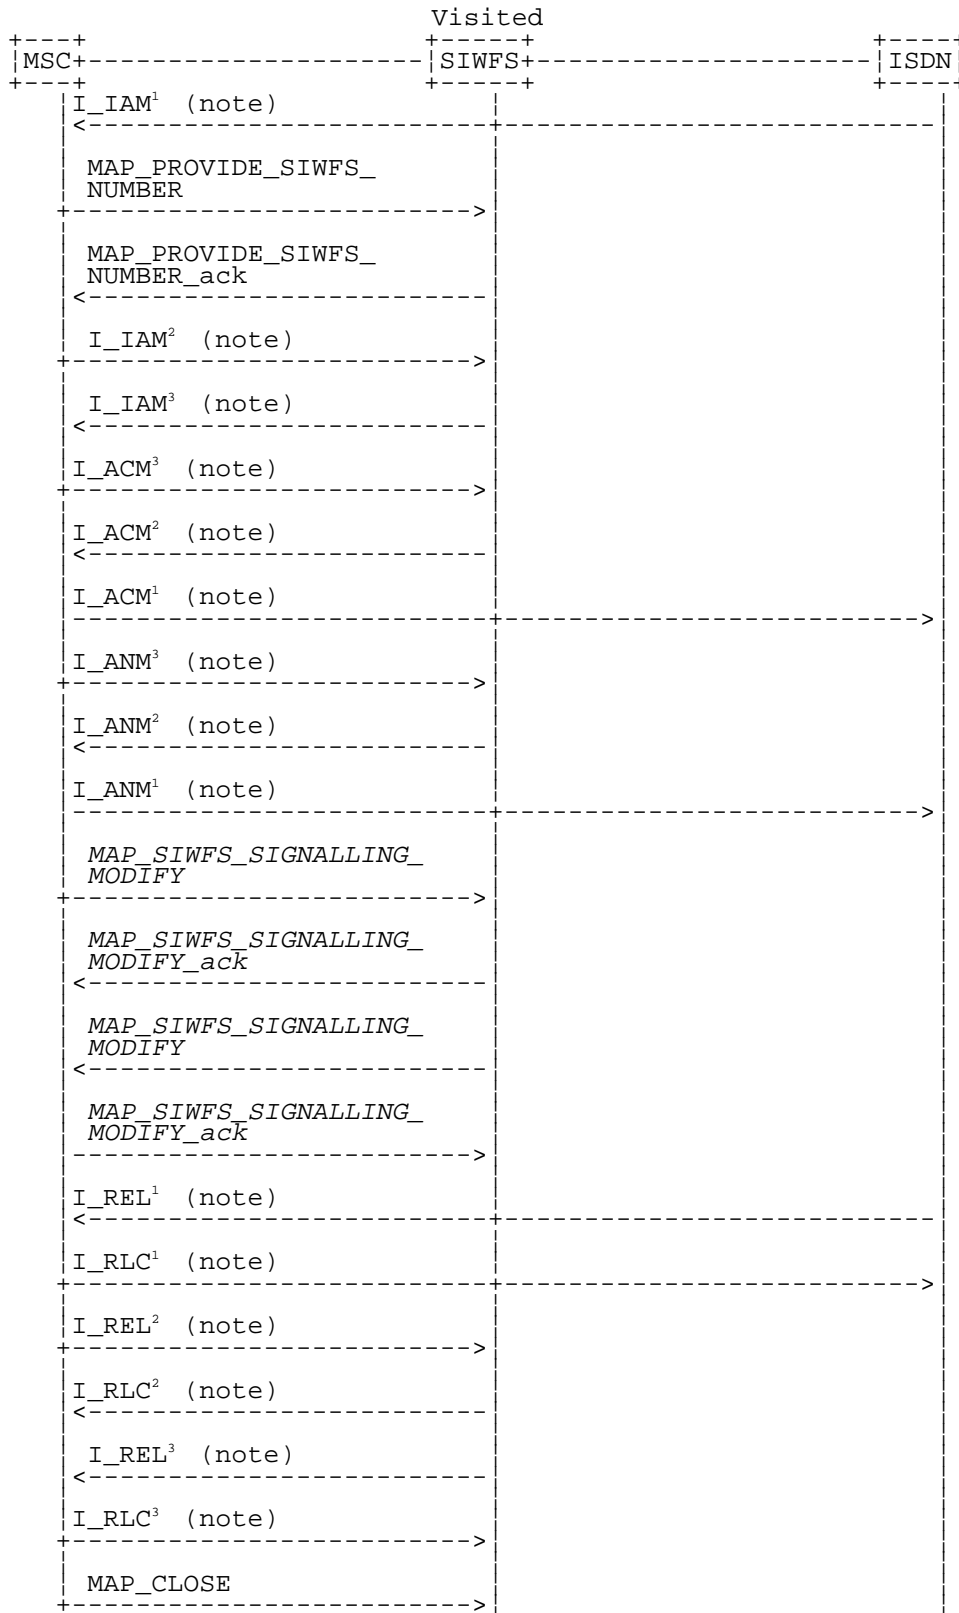 Visited
MSC SIWFS ISDN
I_IAM¹ (note)
MAP_PROVIDE_SIWFS_
NUMBER
MAP_PROVIDE_SIWFS_
NUMBER_ack
I_IAM² (note)
I_IAM³ (note)
I_ACM³ (note)
I_ACM² (note)
I_ACM¹ (note)
I_ANM³ (note)
I_ANM² (note)
I_ANM¹ (note)
MAP_SIWFS_SIGNALLING_
MODIFY
MAP_SIWFS_SIGNALLING_
MODIFY_ack
MAP_SIWFS_SIGNALLING_
MODIFY
MAP_SIWFS_SIGNALLING_
MODIFY_ack
I_REL¹ (note)
I_RLC¹ (note)
I_REL² (note)
I_RLC² (note)
I_REL³ (note)
I_RLC³ (note)
MAP_CLOSE